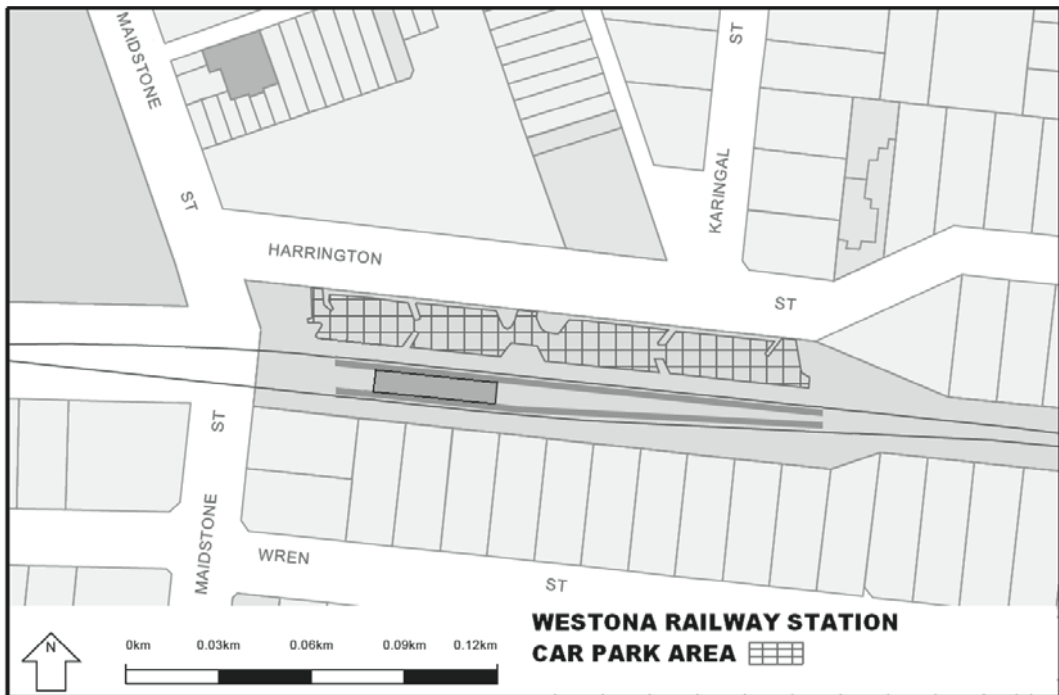 MAIDSTONE
ST
ST
KARINGAL
HARRINGTON
ST
ST
MAIDSTONE
WREN
ST
N
0km 0.03km 0.06km 0.09km 0.12km
WESTONA RAILWAY STATION
CAR PARK AREA